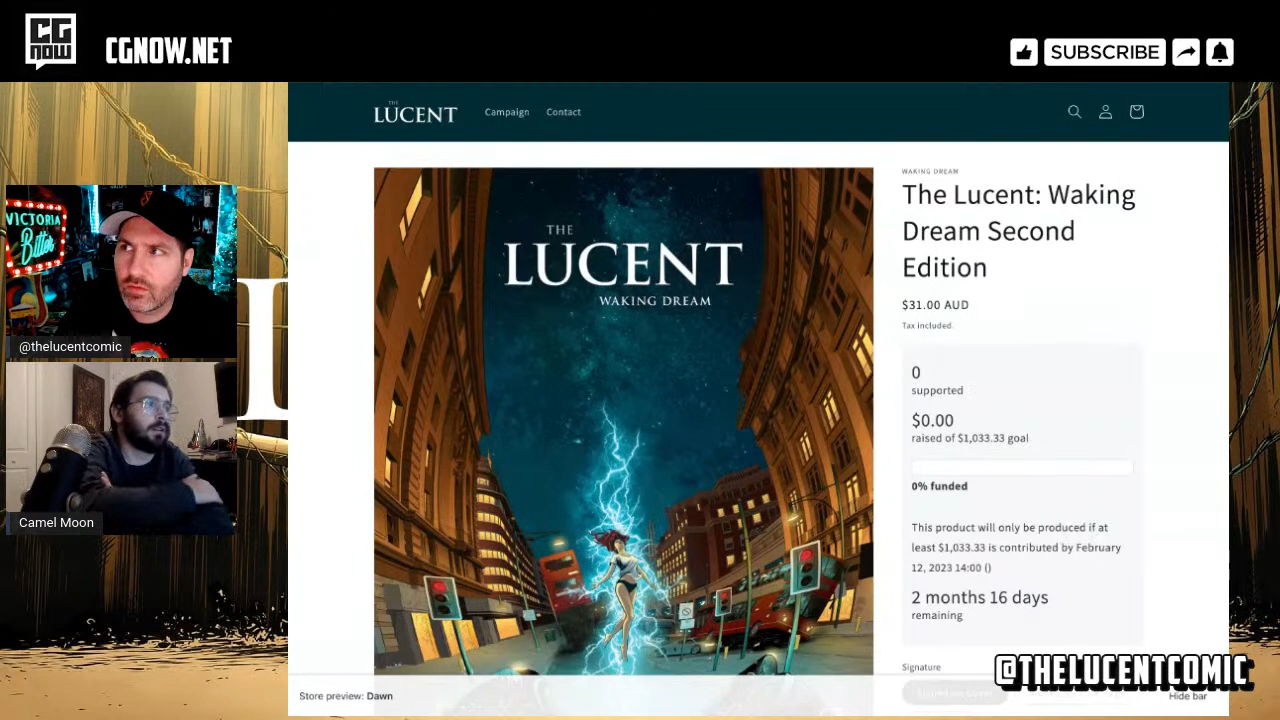 CG
NOW
CGNOW.NET
SUBSCRIBE
THE
LUCENT
Campaign
Contact
WAKING DREAM
The Lucent: Waking
Dream Second
Edition
$31.00 AUD
Tax included.
0
supported
$0.00
raised of $1,033.33 goal
0% funded
This product will only be produced if at
least $1,033.33 is contributed by February
12, 2023 14:00 ()
2 months 16 days
remaining
Signature
THE
LUCENT
WAKING DREAM
VICTORIA
Bitter
@thelucentcomic
Camel Moon
Store preview: Dawn
Hide bar
@THELUCENTCOMIC